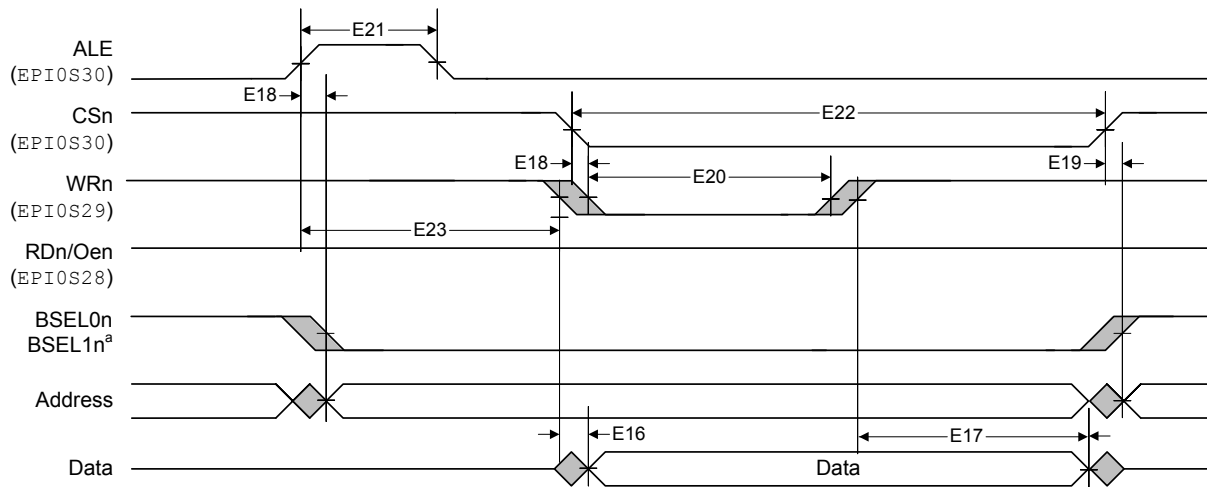 E21
ALE
(EPI0S30)
E18
CSn
E22
(EPI0S30)
E18
E19
E20
WRn
(EPI0S29)
E23
RDn/Oen
(EPI0S28)
BSEL0n
BSEL1nᵃ
Address
E16
E17
Data
Data